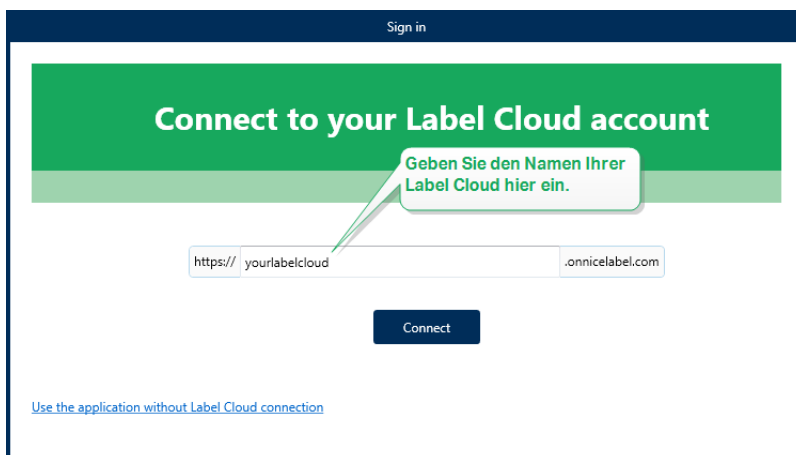 Sign in
Connect to your Label Cloud account
Geben Sie den Namen Ihrer
Label Cloud hier ein.
https:// yourlabelcloud .onnicelabel.com
Connect
Use the application without Label Cloud connection